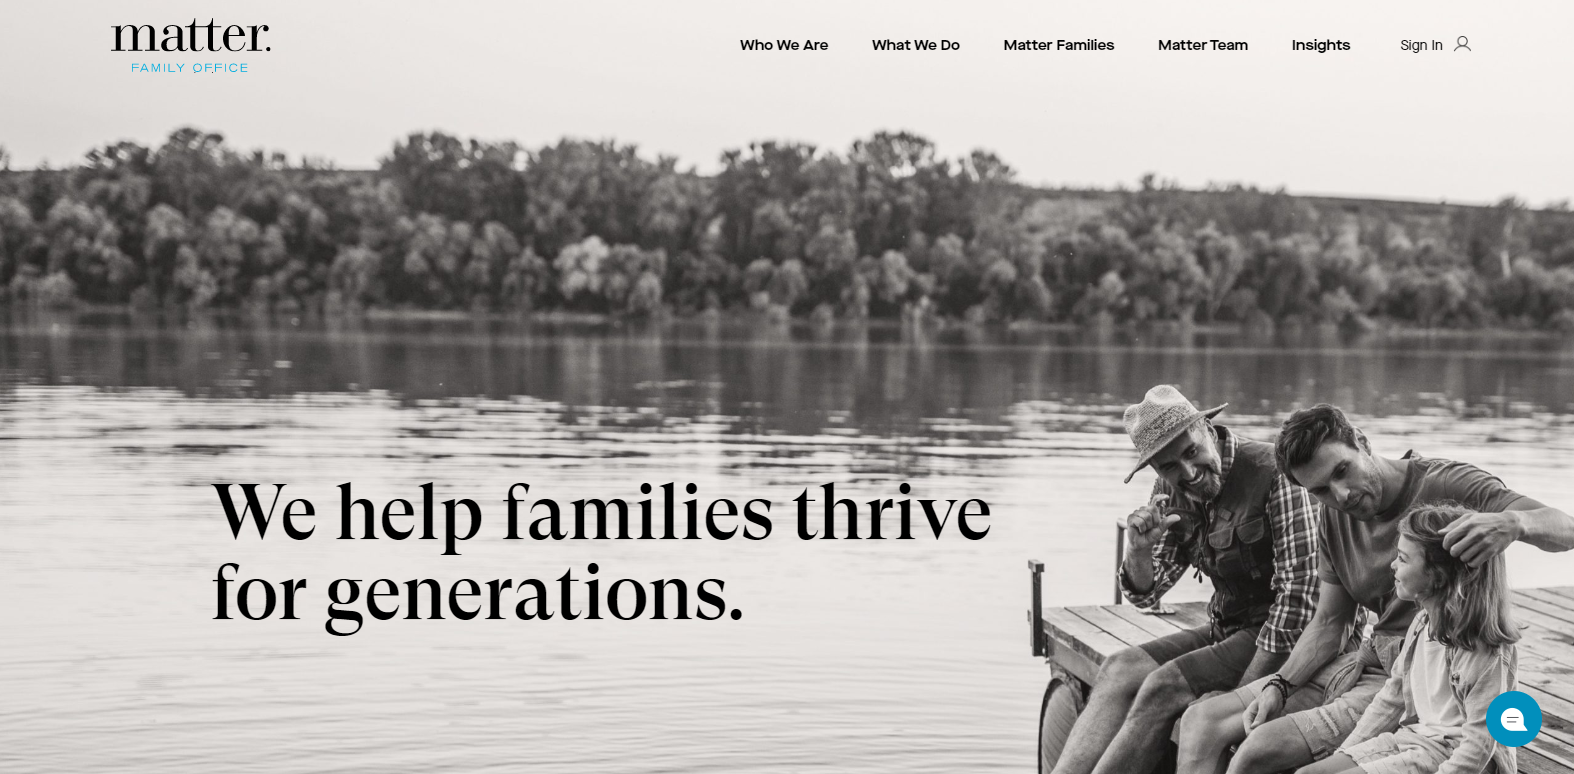 matter.
FAMILY OFFICE
Who We Are
What We Do
Matter Families
Matter Team
Insights
Sign In
We help families thrive
for generations.